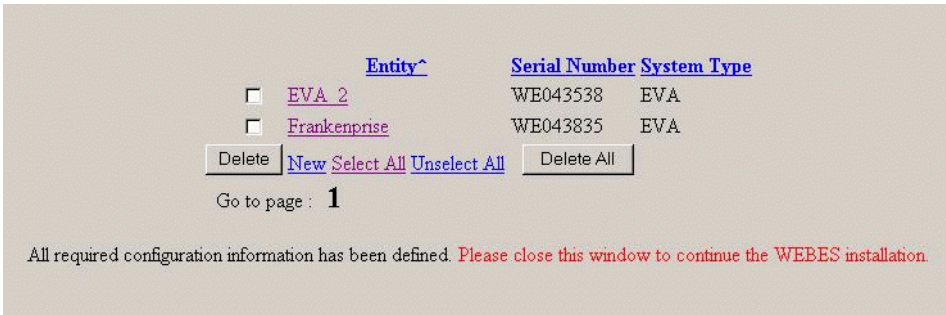 Entity^ Serial Number System Type
EVA 2 WE043538 EVA
Frankenprise WE043835 EVA
Delete New Select All Unselect All Delete All
Go to page : 1
All required configuration information has been defined. Please close this window to continue the WEBES installation.